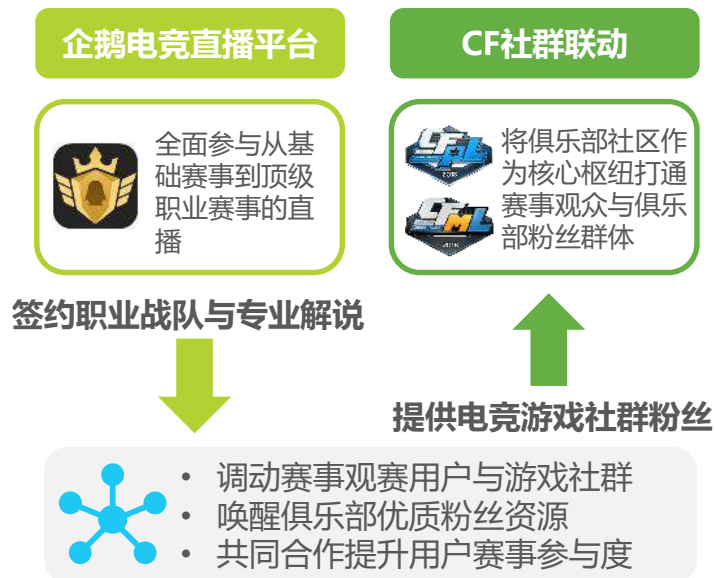 企鹅电竞直播平台
CF社群联动
全面参与从基
础赛事到顶级
职业赛事的直
播
CFPL
CFML
将俱乐部社区作
为核心枢纽打通
赛事观众与俱乐
部粉丝群体
签约职业战队与专业解说
提供电竞游戏社群粉丝
• 调动赛事观赛用户与游戏社群
• 唤醒俱乐部优质粉丝资源
• 共同合作提升用户赛事参与度